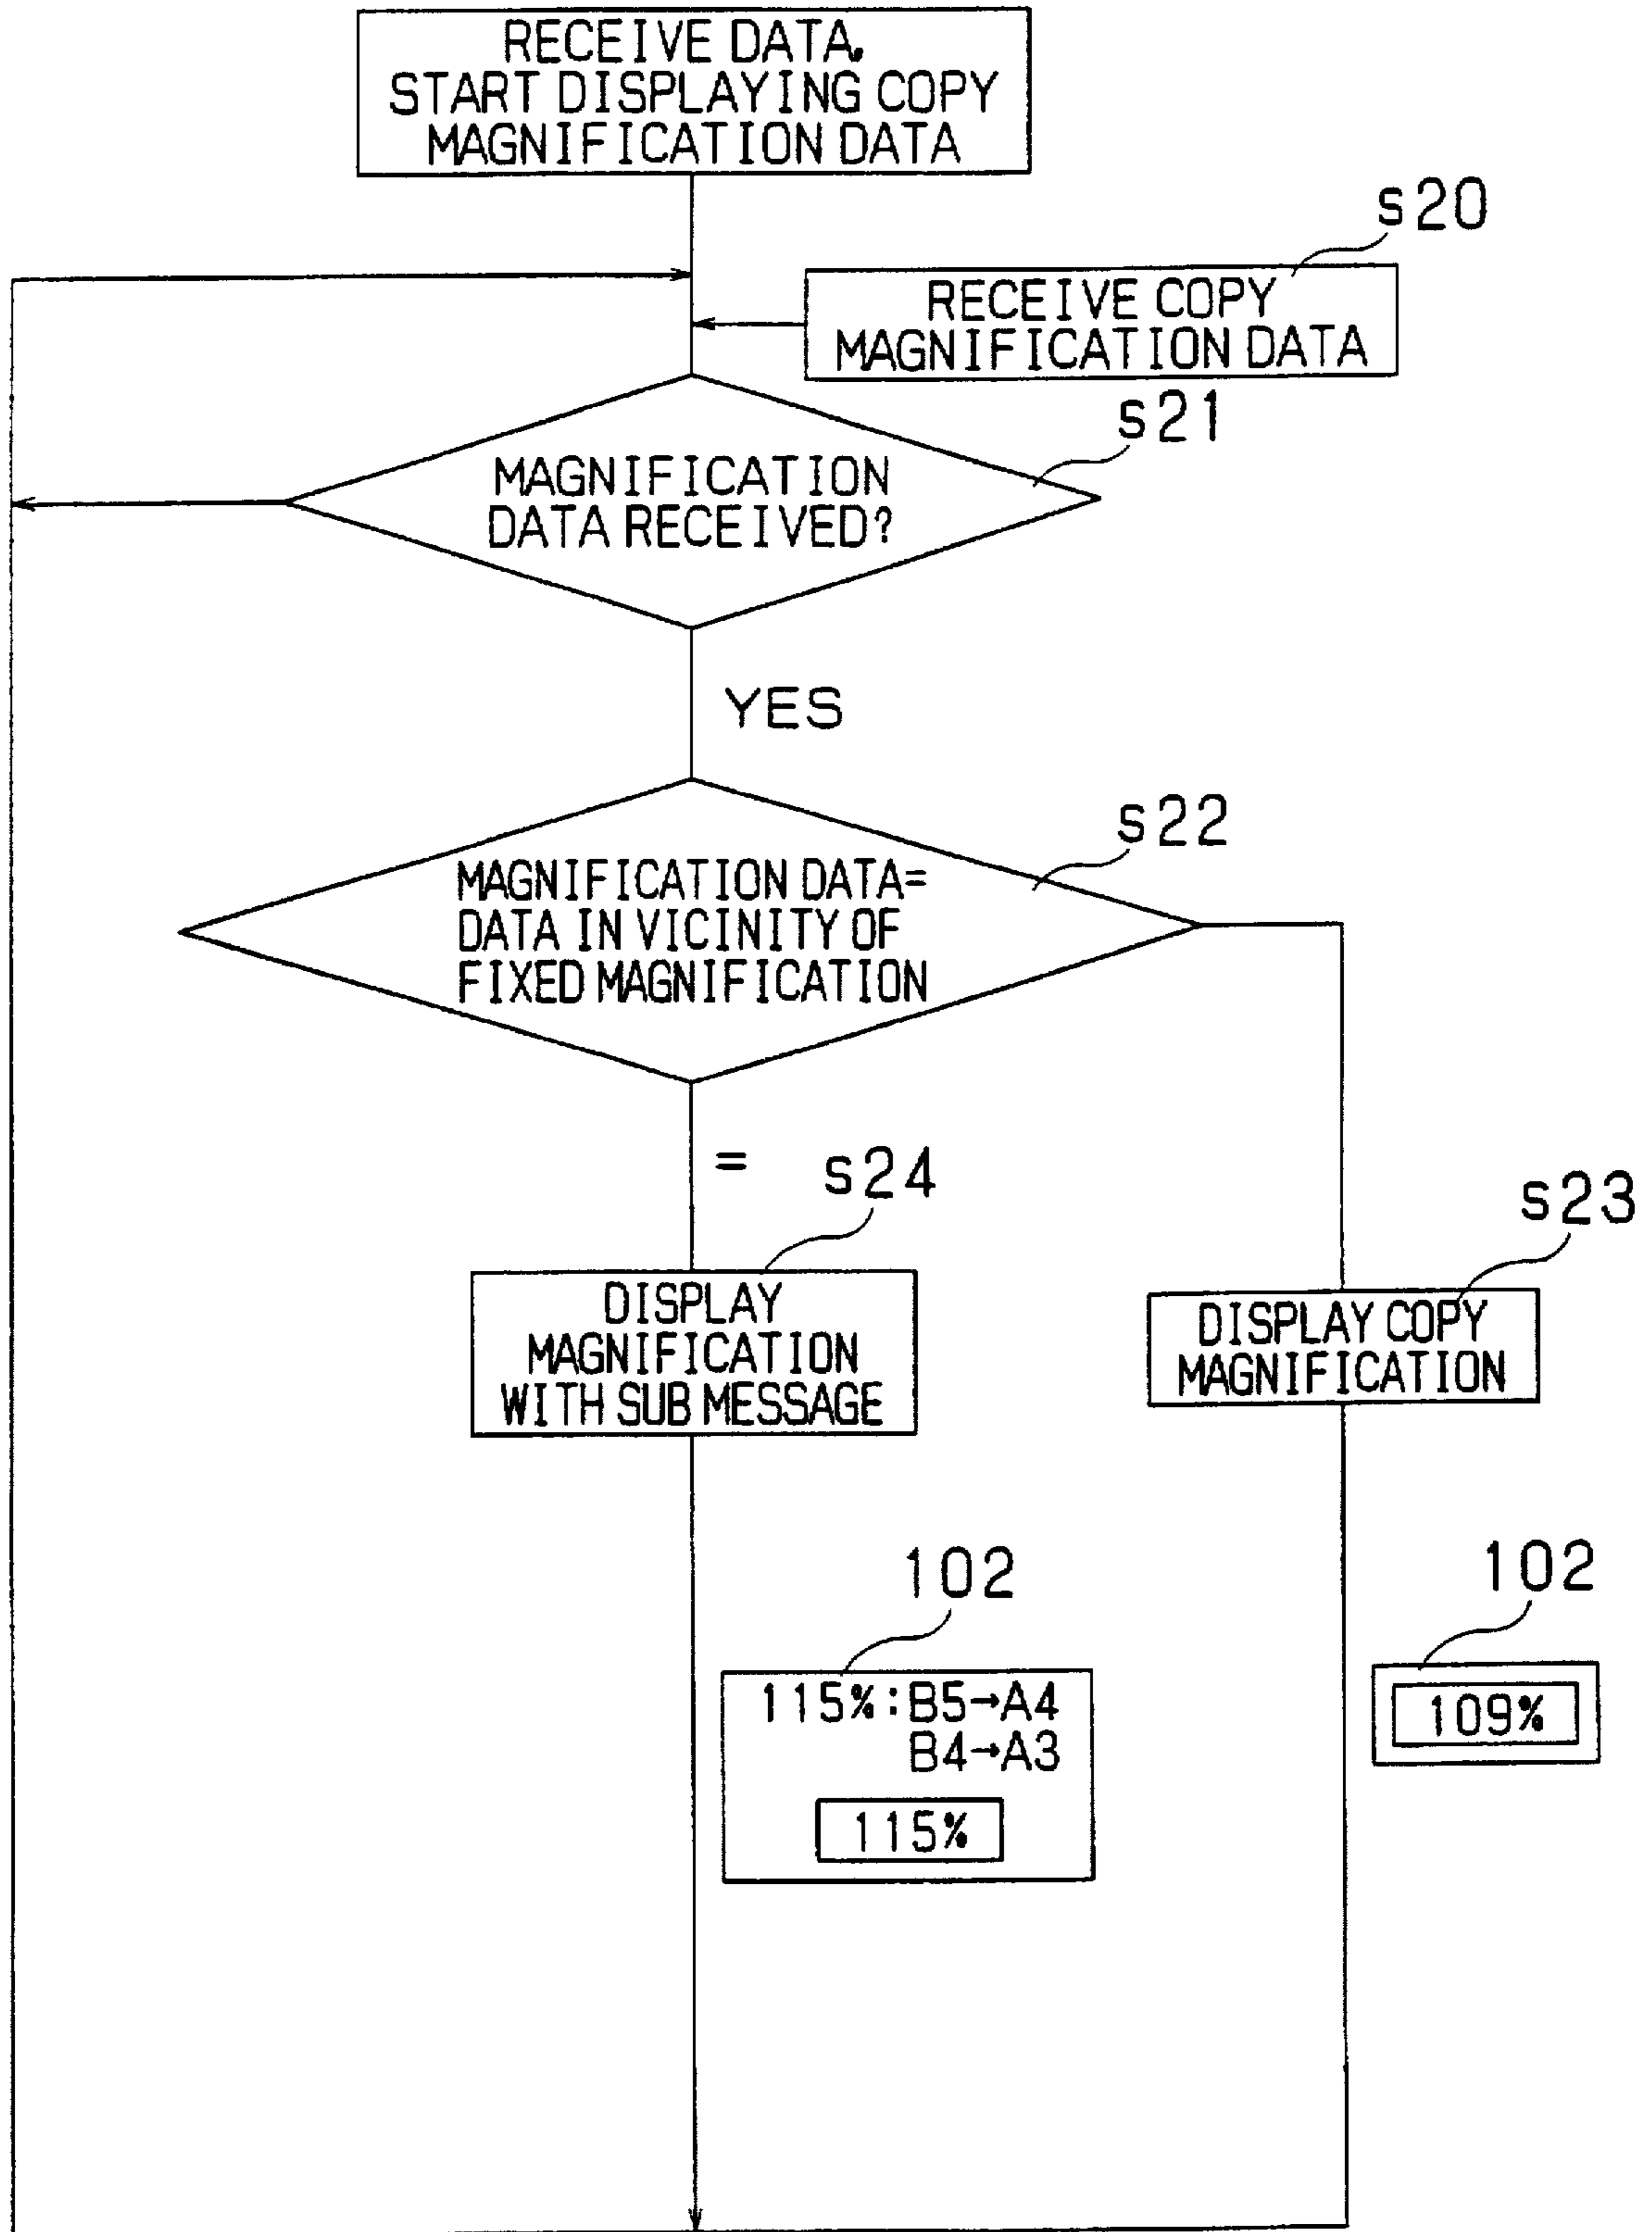 RECEIVE DATA,
START DISPLAYING COPY
MAGNIFICATION DATA
s20
RECEIVE COPY
MAGNIFICATION DATA
s21
MAGNIFICATION
DATA RECEIVED?
YES
s22
MAGNIFICATION DATA=
DATA IN VICINITY OF
FIXED MAGNIFICATION
=
s24
s23
DISPLAY
MAGNIFICATION
WITH SUB MESSAGE
DISPLAY COPY
MAGNIFICATION
102
115%:B5→A4
B4→A3
115%
102
109%